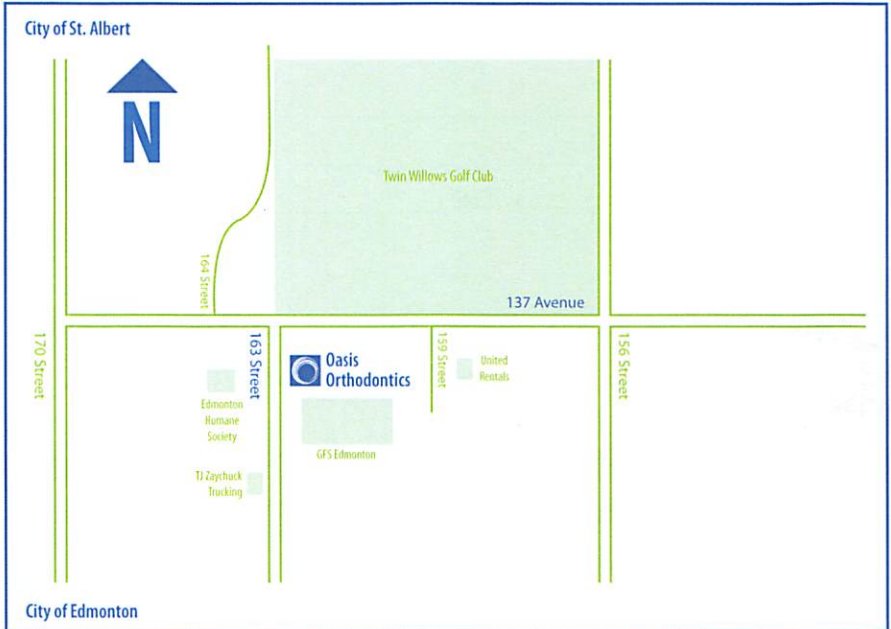 City of St. Albert
N
Twin Willows Golf Club
164 Street
137 Avenue
170 Street
163 Street
Oasis
Orthodontics
159 Street
United
Rentals
156 Street
Edmonton
Humane
Society
GFS Edmonton
TJ Zaychuck
Trucking
City of Edmonton